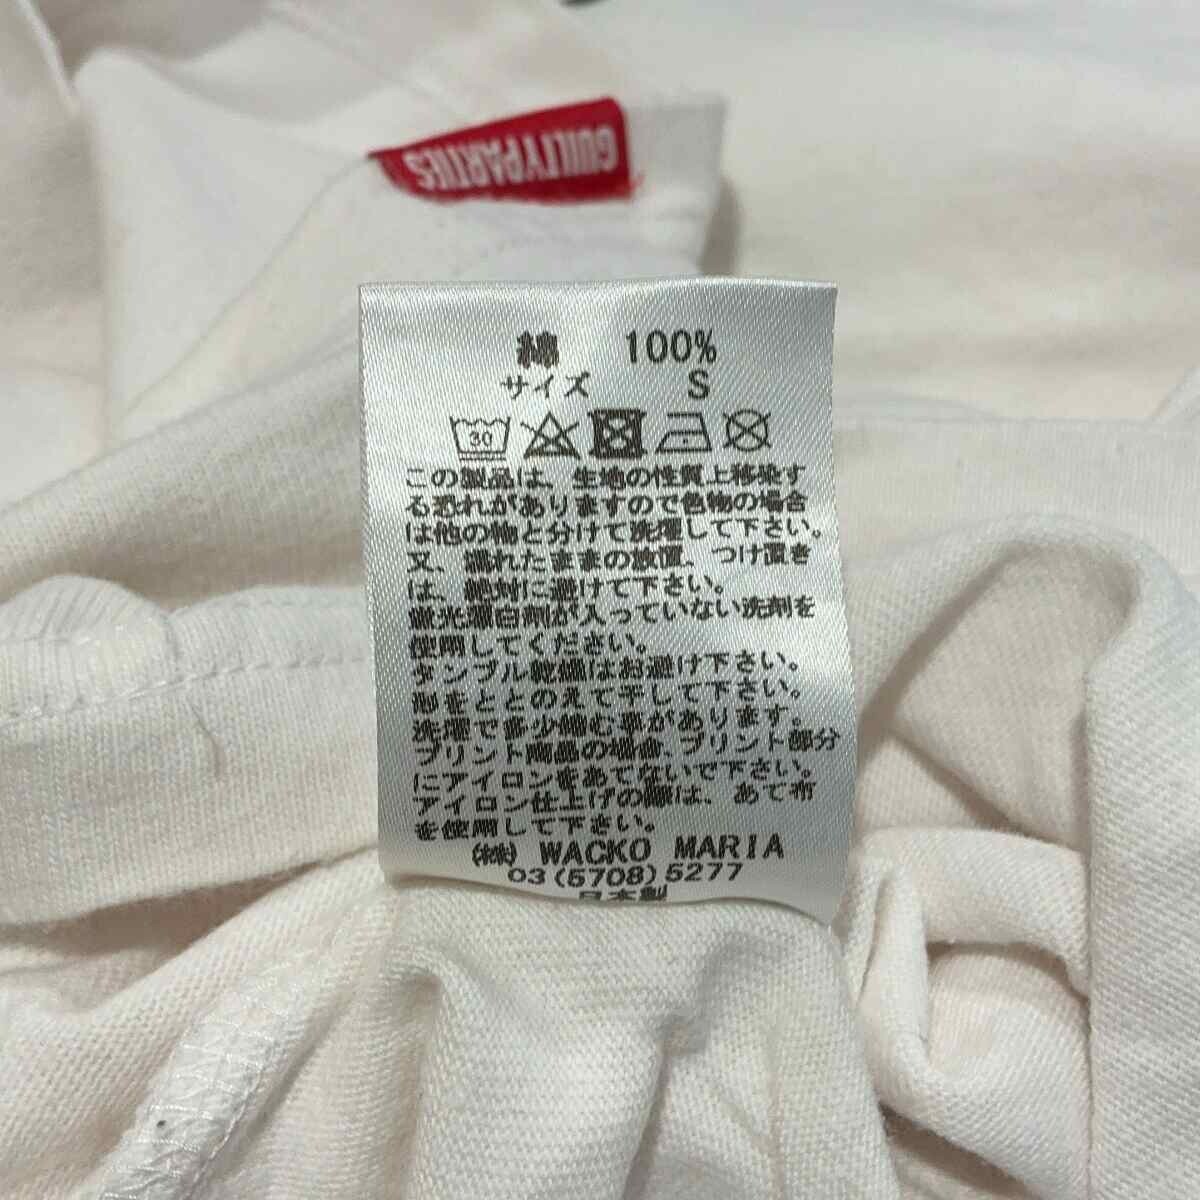 GUILTYPARTIES
綿 100%
サイズ S
30
この製品は、生地の性質上移染す
る恐れがありますので色物の場合
は他の物と分けて洗濯して下さい。
又、濡れたままの放置、つけ置き
は、絶対に避けて下さい。
蛍光漂白剤が入っていない洗剤を
使用してください。
タンブル乾燥はお避け下さい。
形をととのえて干して下さい。
洗濯で多少縮む事があります。
プリント商品の場合、プリント部分
にアイロンをあてないで下さい。
アイロン仕上げの際は、あて布
を使用して下さい。
㈱ WACKO MARIA
03(5708)5277
日本製